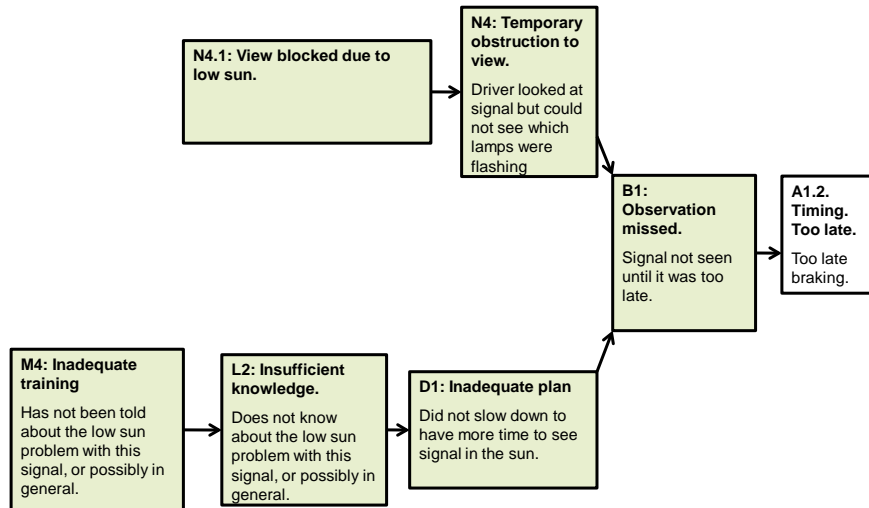 N4.1: View blocked due to
low sun.
N4: Temporary
obstruction to
view.
Driver looked at
signal but could
not see which
lamps were
flashing
B1:
Observation
missed.
Signal not seen
until it was too
late.
A1.2.
Timing.
Too late.
Too late
braking.
M4: Inadequate
training
Has not been told
about the low sun
problem with this
signal, or possibly in
general.
L2: Insufficient
knowledge.
Does not know
about the low sun
problem with this
signal, or possibly in
general.
D1: Inadequate plan
Did not slow down to
have more time to see
signal in the sun.